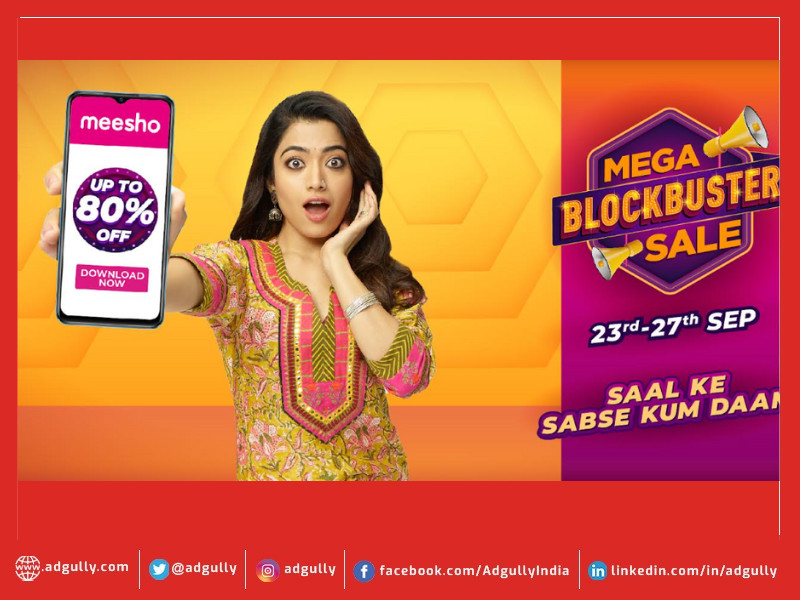 meesho
UP TO
80%
OFF
DOWNLOAD
NOW
MEGA
BLOCKBUSTER
SALE
23rd-27th SEP
SAAL KE
SABSE KUM DAAM
www.adgully.com
@adgully
adgully
facebook.com/AdgullyIndia
linkedin.com/in/adgully